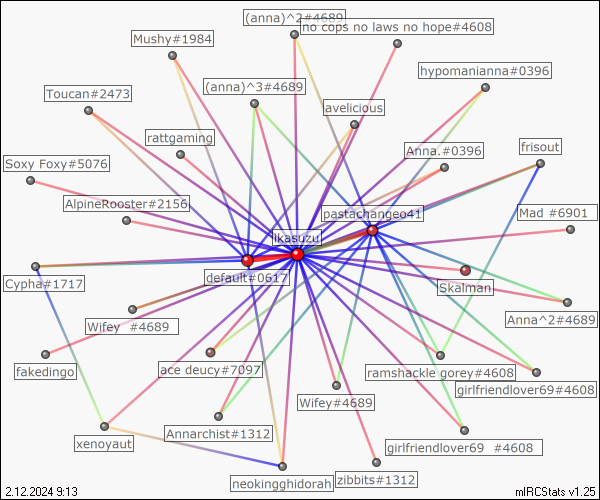 (anna)^2#4689
no cops no laws no hope#4608
Mushy#1984
hypomanianna#0396
(anna)^3#4689
Toucan#2473
avelicious
rattgaming
Anna.#0396
frisout
Soxy Foxy#5076
AlpineRooster#2156
pastachangeo41
Mad #6901
ikasuzu
default#0617
Cypha#1717
Skalman
Anna^2#4689
Wifey #4689
fakedingo
ace deucy#7097
ramshackle gorey#4608
girlfriendlover69#4608
Wifey#4689
Annarchist#1312
xenoyaut
girlfriendlover69 #4608
neokingghidorah
zibbits#1312
2.12.2024 9:13
mIRCStats v1.25